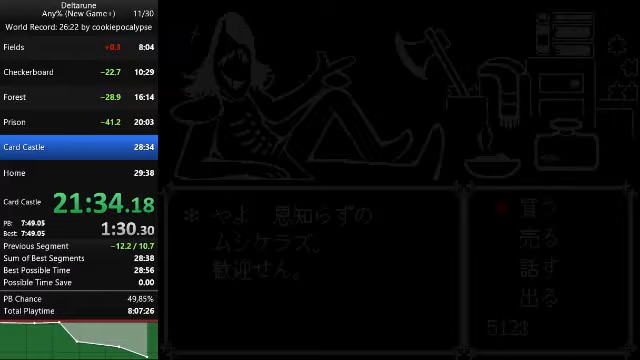 Deltarune
Any% (New Game+) 11/30
World Record: 26:22 by cookiepocalypse
Fields +0.3 8:04
Checkerboard −22.7 10:29
Forest −28.9 16:14
Prison −41.2 20:03
Card Castle 28:34
Home 29:38
Card Castle 21:34.18
PB: 7:49.05
Best: 7:49.05 1:30.30
Previous Segment −12.2 / 10.7
Sum of Best Segments 28:38
Best Possible Time 28:56
Possible Time Save 0.00
PB Chance 49,85%
Total Playtime 8:07:26
＊ やよ 恩知らずの
ムシケラズ。
歓迎せん。
買う
売る
話す
出る
512$